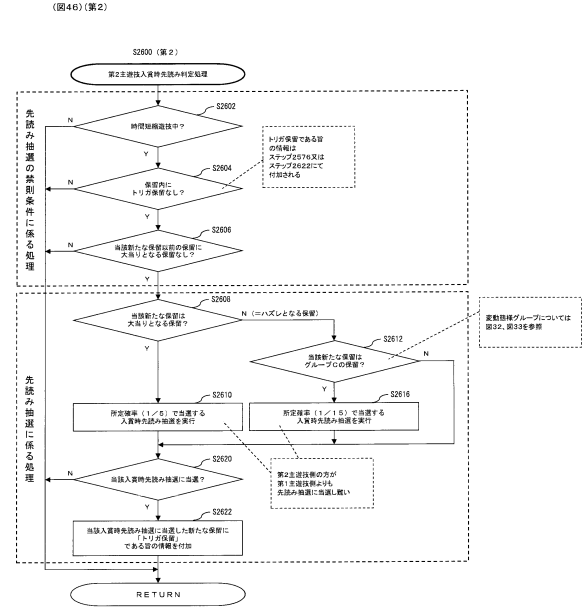 (図46)(第2)
S2600 (第2)
第2主遊技入賞時先読み判定処理
先読み抽選の禁則条件に係る処理
S2602
時間短縮遊技中?
N
Y
トリガ保留である旨
の情報は
ステップ2576又は
ステップ2622にて
付加される
S2604
保留内に
トリガ保留なし?
N
Y
S2606
当該新たな保留以前の保留に
大当りとなる保留なし?
N
Y
先読み抽選に係る処理
S2608
当該新たな保留は
大当りとなる保留?
N (=ハズレとなる保留)
Y
変動態様グループについては
図32、図33を参照
S2612
当該新たな保留は
グループCの保留?
N
Y
S2610
所定確率(1/5)で当選する
入賞時先読み抽選を実行
S2616
所定確率(1/15)で当選する
入賞時先読み抽選を実行
第2主遊技側の方が
第1主遊技側よりも
先読み抽選に当選し難い
S2620
当該入賞時先読み抽選に当選?
N
Y
S2622
当該入賞時先読み抽選に当選した新たな保留に
「トリガ保留」
である旨の情報を付加
RETURN